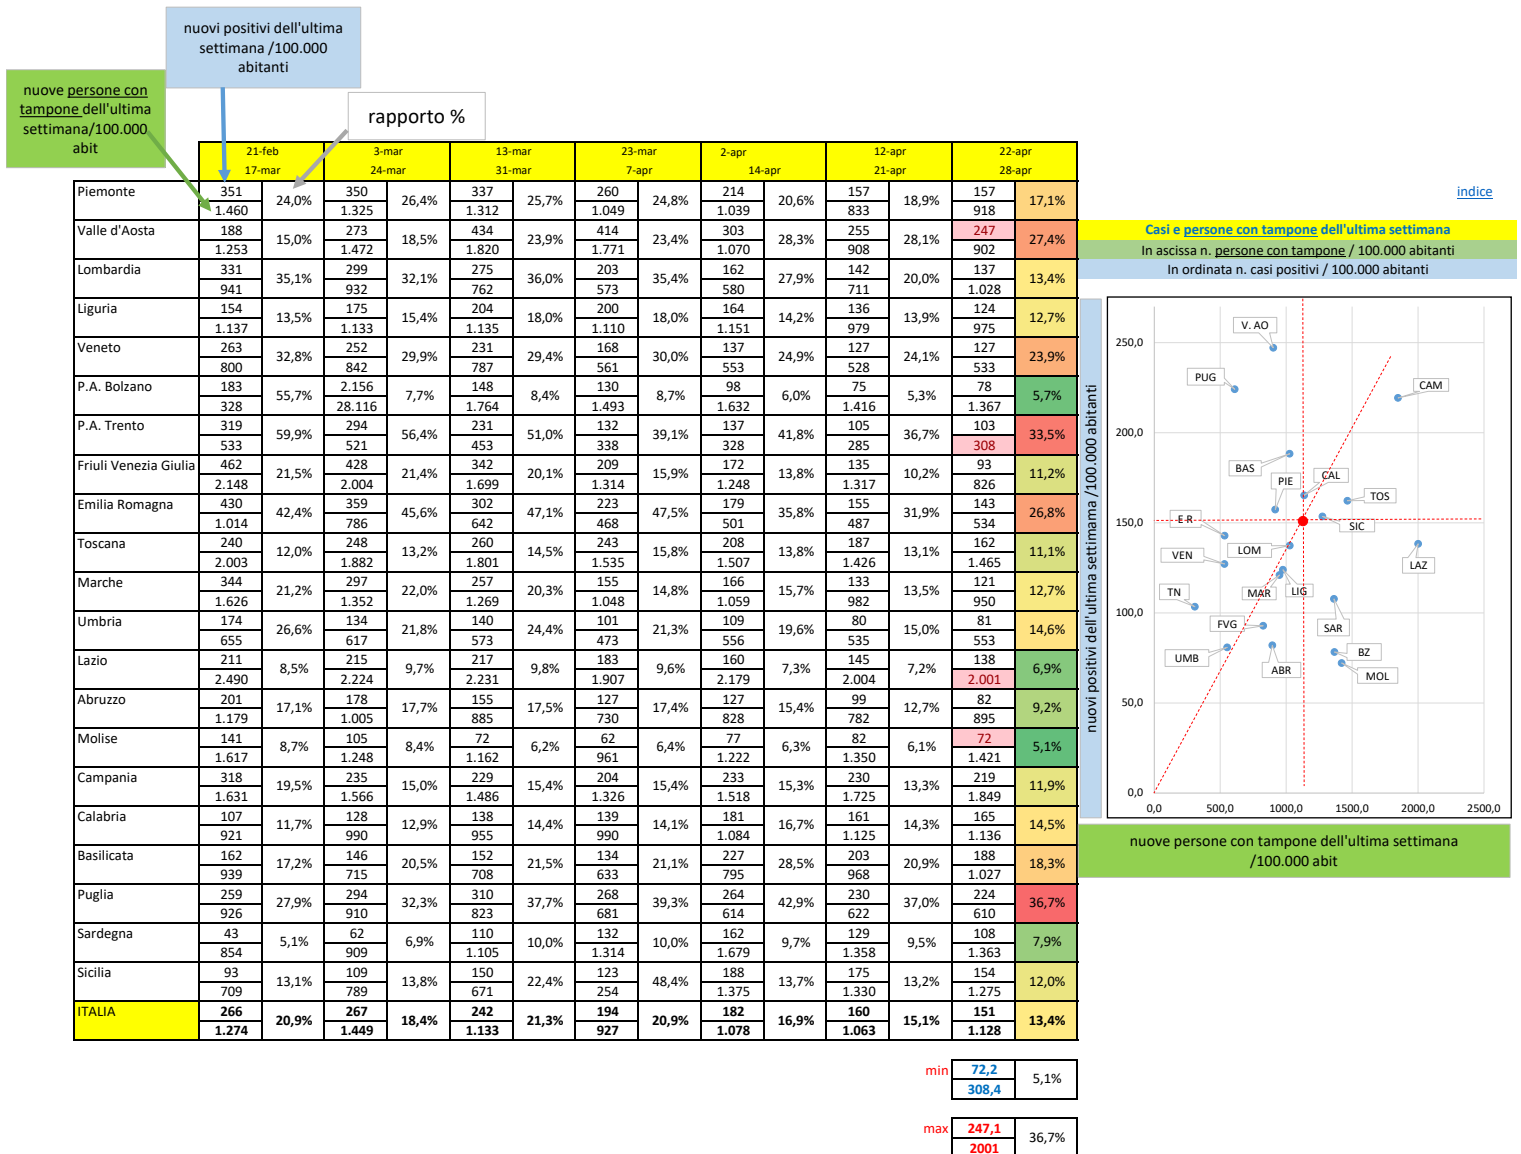 nuovi positivi dell'ultima
settimana /100.000
abitanti
nuove persone con
tampone dell'ultima
settimana/100.000
abit
rapporto %
21-feb 3-mar 13-mar 23-mar 2-apr 12-apr 22-apr
17-mar 24-mar 31-mar 7-apr 14-apr 21-apr 28-apr
Piemonte 351 24,0% 350 26,4% 337 25,7% 260 24,8% 214 20,6% 157 18,9% 157 17,1%
1.460 1.325 1.312 1.049 1.039 833 918
Valle d'Aosta 188 15,0% 273 18,5% 434 23,9% 414 23,4% 303 28,3% 255 28,1% 247 27,4%
1.253 1.472 1.820 1.771 1.070 908 902
Lombardia 331 35,1% 299 32,1% 275 36,0% 203 35,4% 162 27,9% 142 20,0% 137 13,4%
941 932 762 573 580 711 1.028
Liguria 154 13,5% 175 15,4% 204 18,0% 200 18,0% 164 14,2% 136 13,9% 124 12,7%
1.137 1.133 1.135 1.110 1.151 979 975
Veneto 263 32,8% 252 29,9% 231 29,4% 168 30,0% 137 24,9% 127 24,1% 127 23,9%
800 842 787 561 553 528 533
P.A. Bolzano 183 55,7% 2.156 7,7% 148 8,4% 130 8,7% 98 6,0% 75 5,3% 78 5,7%
328 28.116 1.764 1.493 1.632 1.416 1.367
P.A. Trento 319 59,9% 294 56,4% 231 51,0% 132 39,1% 137 41,8% 105 36,7% 103 33,5%
533 521 453 338 328 285 308
Friuli Venezia Giulia 462 21,5% 428 21,4% 342 20,1% 209 15,9% 172 13,8% 135 10,2% 93 11,2%
2.148 2.004 1.699 1.314 1.248 1.317 826
Emilia Romagna 430 42,4% 359 45,6% 302 47,1% 223 47,5% 179 35,8% 155 31,9% 143 26,8%
1.014 786 642 468 501 487 534
Toscana 240 12,0% 248 13,2% 260 14,5% 243 15,8% 208 13,8% 187 13,1% 162 11,1%
2.003 1.882 1.801 1.535 1.507 1.426 1.465
Marche 344 21,2% 297 22,0% 257 20,3% 155 14,8% 166 15,7% 133 13,5% 121 12,7%
1.626 1.352 1.269 1.048 1.059 982 950
Umbria 174 26,6% 134 21,8% 140 24,4% 101 21,3% 109 19,6% 80 15,0% 81 14,6%
655 617 573 473 556 535 553
Lazio 211 8,5% 215 9,7% 217 9,8% 183 9,6% 160 7,3% 145 7,2% 138 6,9%
2.490 2.224 2.231 1.907 2.179 2.004 2.001
Abruzzo 201 17,1% 178 17,7% 155 17,5% 127 17,4% 127 15,4% 99 12,7% 82 9,2%
1.179 1.005 885 730 828 782 895
Molise 141 8,7% 105 8,4% 72 6,2% 62 6,4% 77 6,3% 82 6,1% 72 5,1%
1.617 1.248 1.162 961 1.222 1.350 1.421
Campania 318 19,5% 235 15,0% 229 15,4% 204 15,4% 233 15,3% 230 13,3% 219 11,9%
1.631 1.566 1.486 1.326 1.518 1.725 1.849
Calabria 107 11,7% 128 12,9% 138 14,4% 139 14,1% 181 16,7% 161 14,3% 165 14,5%
921 990 955 990 1.084 1.125 1.136
Basilicata 162 17,2% 146 20,5% 152 21,5% 134 21,1% 227 28,5% 203 20,9% 188 18,3%
939 715 708 633 795 968 1.027
Puglia 259 27,9% 294 32,3% 310 37,7% 268 39,3% 264 42,9% 230 37,0% 224 36,7%
926 910 823 681 614 622 610
Sardegna 43 5,1% 62 6,9% 110 10,0% 132 10,0% 162 9,7% 129 9,5% 108 7,9%
854 909 1.105 1.314 1.679 1.358 1.363
Sicilia 93 13,1% 109 13,8% 150 22,4% 123 48,4% 188 13,7% 175 13,2% 154 12,0%
709 789 671 254 1.375 1.330 1.275
ITALIA 266 20,9% 267 18,4% 242 21,3% 194 20,9% 182 16,9% 160 15,1% 151 13,4%
1.274 1.449 1.133 927 1.078 1.063 1.128
min 72,2 5,1%
308,4
max 247,1 36,7%
2001
indice
Casi e persone con tampone dell'ultima settimana
In ascissa n. persone con tampone / 100.000 abitanti
In ordinata n. casi positivi / 100.000 abitanti
nuovi positivi dell'ultima settimama /100.000 abitanti
250,0
200,0
150,0
100,0
50,0
0,0
V. AO
PUG
CAM
BAS
PIE
CAL
TOS
E R
SIC
VEN
LOM
LAZ
TN
MAR
LIG
FVG
SAR
UMB
ABR
BZ
MOL
0,0 500,0 1000,0 1500,0 2000,0 2500,0
nuove persone con tampone dell'ultima settimana
/100.000 abit